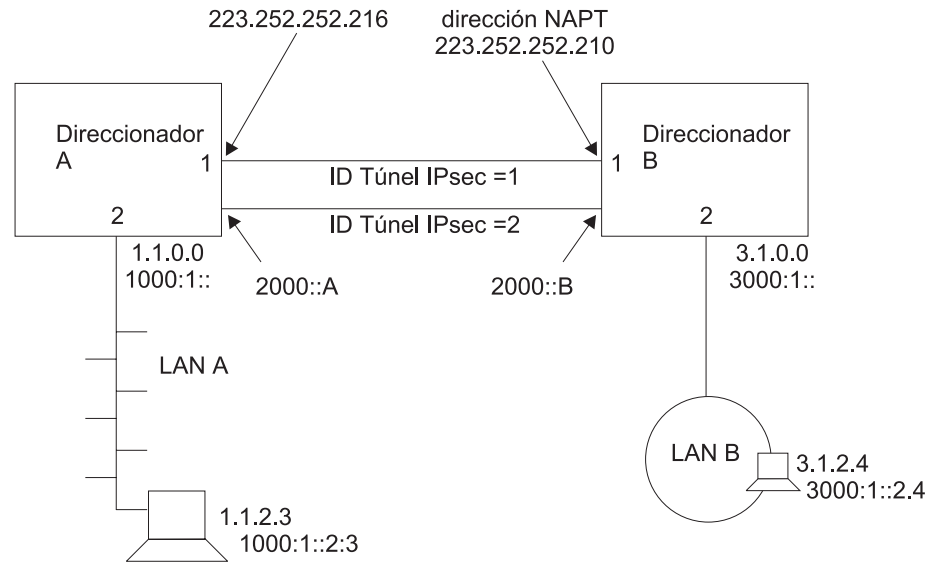 223.252.252.216
dirección NAPT
223.252.252.210
Direccionador
A
1
2
ID Túnel IPsec =1
ID Túnel IPsec =2
Direccionador
B
1
2
1.1.0.0
1000:1::
2000::A
2000::B
3.1.0.0
3000:1::
LAN A
LAN B
3.1.2.4
3000:1::2.4
1.1.2.3
1000:1::2:3